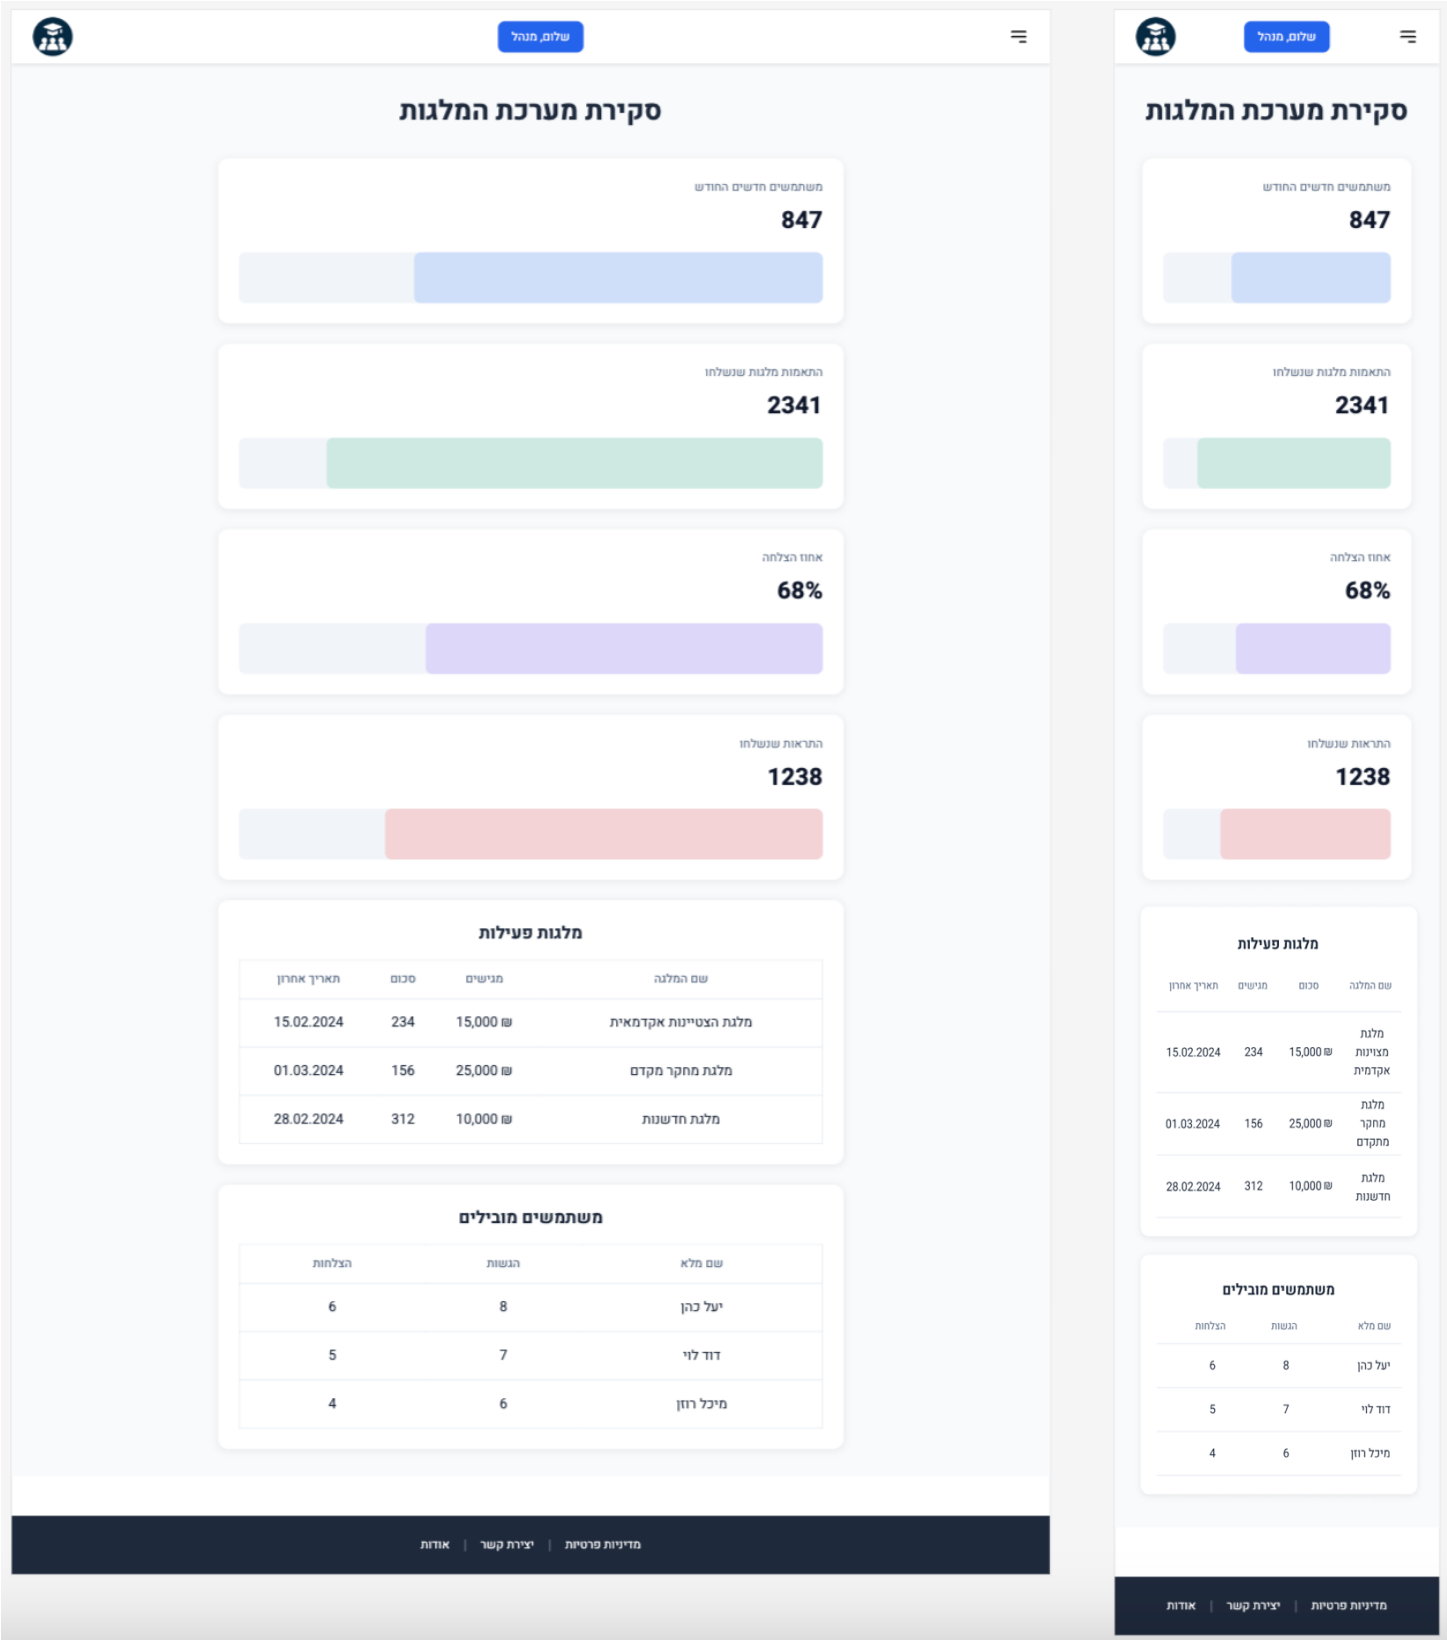 שלום, מנהל
סקירת מערכת המלגות
משתמשים חדשים החודש
847
התאמות מלגות שנשלחו
2341
אחוז הצלחה
68%
התראות שנשלחו
1238
מלגות פעילות
שם המלגה מגישים סכום תאריך אחרון
מלגת הצטיינות אקדמאית ₪ 15,000 234 15.02.2024
מלגת מחקר מקדם ₪ 25,000 156 01.03.2024
מלגת חדשנות ₪ 10,000 312 28.02.2024
משתמשים מובילים
שם מלא הגשות הצלחות
יעל כהן 8 6
דוד לוי 7 5
מיכל רוזן 6 4
מדיניות פרטיות | יצירת קשר | אודות
שלום, מנהל
סקירת מערכת המלגות
משתמשים חדשים החודש
847
התאמות מלגות שנשלחו
2341
אחוז הצלחה
68%
התראות שנשלחו
1238
מלגות פעילות
שם המלגה סכום מגישים תאריך אחרון
מלגת
מצוינות ₪ 15,000 234 15.02.2024
אקדמית
מלגת
מחקר ₪ 25,000 156 01.03.2024
מתקדם
מלגת
חדשנות ₪ 10,000 312 28.02.2024
משתמשים מובילים
שם מלא הגשות הצלחות
יעל כהן 8 6
דוד לוי 7 5
מיכל רוזן 6 4
מדיניות פרטיות | יצירת קשר | אודות